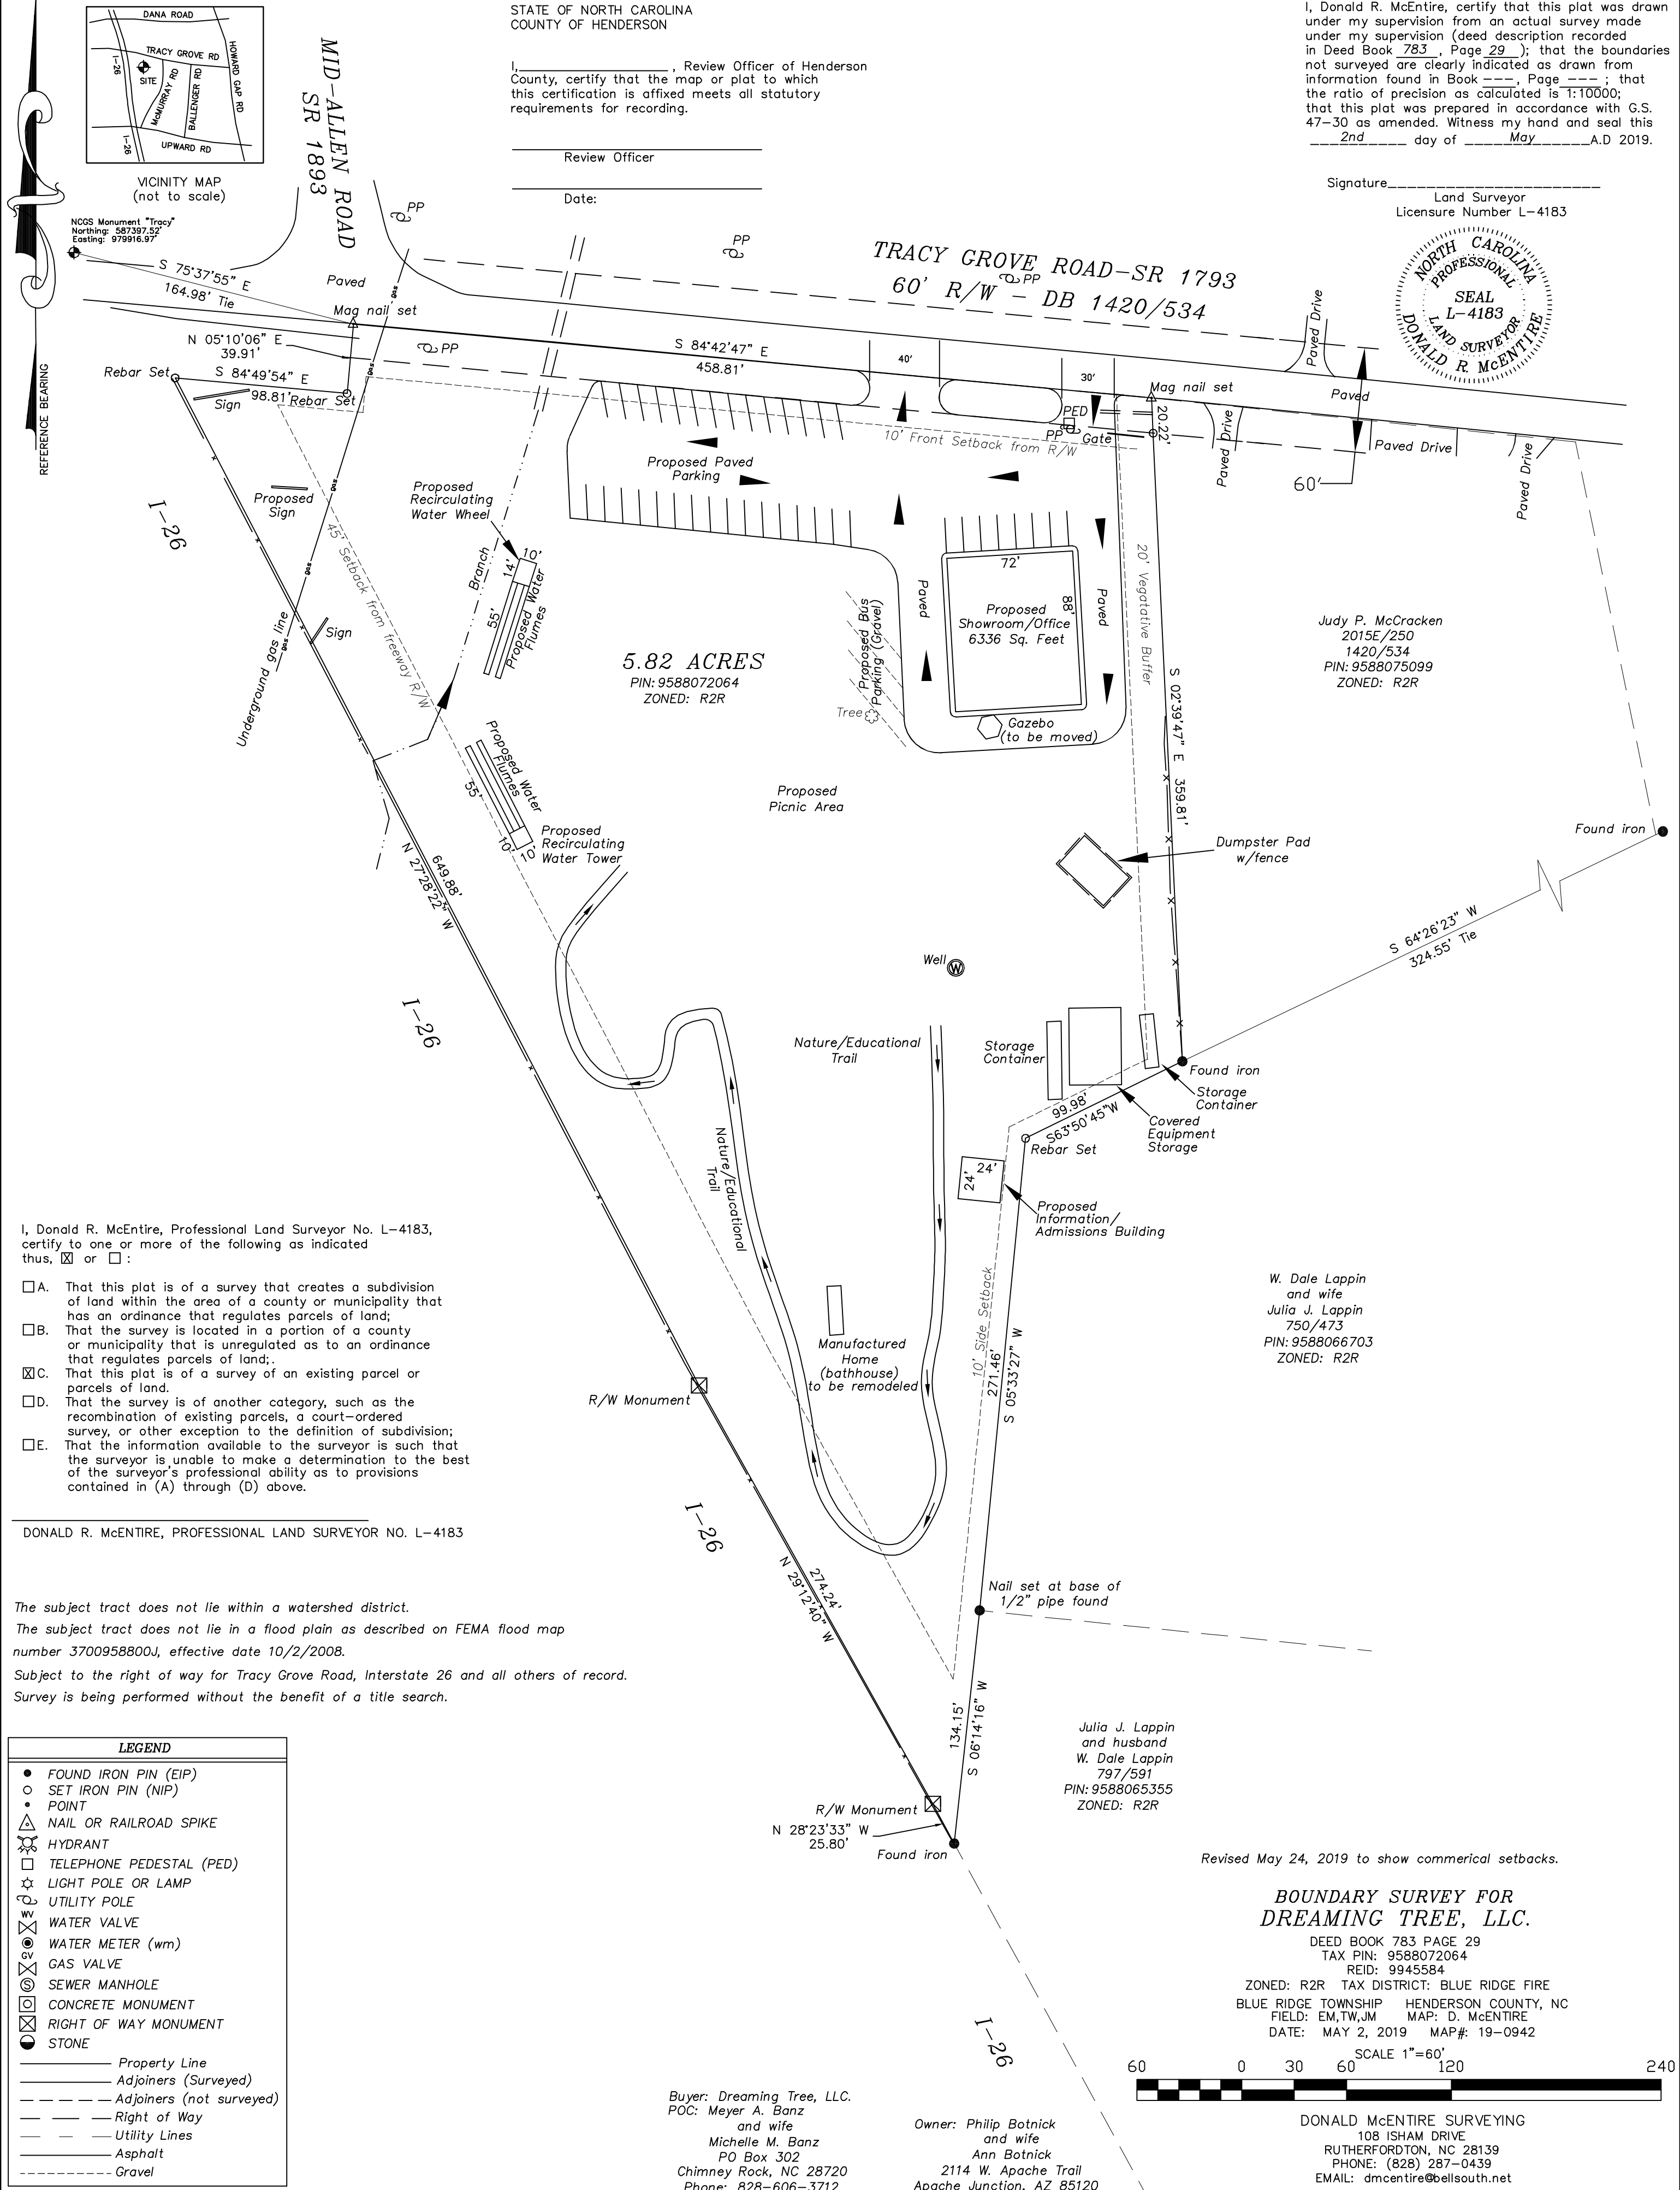 DANA ROAD
TRACY GROVE RD
HOWARD GAP RD
I-26
SITE
McMURRAY RD
BALLENGER RD
I-26
UPWARD RD
VICINITY MAP
(not to scale)
NCGS Monument "Tracy"
Northing: 587397.52'
Easting: 979916.97'
REFERENCE BEARING
MID-ALLEN ROAD
SR 1893
STATE OF NORTH CAROLINA
COUNTY OF HENDERSON
I,____________________ , Review Officer of Henderson
County, certify that the map or plat to which
this certification is affixed meets all statutory
requirements for recording.
Review Officer
Date:
I, Donald R. McEntire, certify that this plat was drawn
under my supervision from an actual survey made
under my supervision (deed description recorded
in Deed Book 783 , Page 29 ); that the boundaries
not surveyed are clearly indicated as drawn from
information found in Book ---, Page --- ; that
the ratio of precision as calculated is 1:10000;
that this plat was prepared in accordance with G.S.
47-30 as amended. Witness my hand and seal this
2nd day of May A.D 2019.
Signature
Land Surveyor
Licensure Number L-4183
NORTH CAROLINA
PROFESSIONAL
SEAL
L-4183
LAND SURVEYOR
DONALD R. McENTIRE
PP
PP
TRACY GROVE ROAD-SR 1793
PP
60' R/W - DB 1420/534
S 75°37'55" E
164.98' Tie
Paved
gas
Mag nail set
N 05°10'06" E
39.91'
PP
S 84°42'47" E
458.81'
40'
30'
Paved Drive
Paved
Mag nail set
Rebar Set
S 84°49'54" E
98.81'
Rebar Set
Sign
gas
20.22'
PED
PP
Gate
10' Front Setback from R/W
Paved Drive
Paved Drive
Paved Drive
60'
Proposed Paved
Parking
Proposed
Recirculating
Water Wheel
Proposed
Sign
gas
I-26
45' Setback from freeway R/W
gas
Branch
14'
10'
55'
Proposed Water
Flumes
Sign
gas
Underground gas line
5.82 ACRES
PIN: 9588072064
ZONED: R2R
Proposed Bus
Parking (Gravel)
Tree
Paved
72'
88'
Proposed
Showroom/Office
6336 Sq. Feet
Paved
Gazebo
(to be moved)
20' Vegatative Buffer
S 02°39'47" E 359.81'
Judy P. McCracken
2015E/250
1420/534
PIN: 9588075099
ZONED: R2R
Proposed Water
Flumes
55'
10'
10'
Proposed
Recirculating
Water Tower
Proposed
Picnic Area
Found iron
Dumpster Pad
w/fence
649.88'
N 27°28'22" W
S 64°26'23" W
324.55' Tie
Well
W
I-26
Nature/Educational
Trail
Storage
Container
Found iron
Storage
Container
99.98'
S63°50'45"W
Covered
Equipment
Storage
Rebar Set
Nature/Educational
Trail
24'
24'
Proposed
Information/
Admissions Building
I, Donald R. McEntire, Professional Land Surveyor No. L-4183,
certify to one or more of the following as indicated
thus, ☒ or ☐ :
☐ A. That this plat is of a survey that creates a subdivision
of land within the area of a county or municipality that
has an ordinance that regulates parcels of land;
☐ B. That the survey is located in a portion of a county
or municipality that is unregulated as to an ordinance
that regulates parcels of land;.
☒ C. That this plat is of a survey of an existing parcel or
parcels of land.
☐ D. That the survey is of another category, such as the
recombination of existing parcels, a court-ordered
survey, or other exception to the definition of subdivision;
☐ E. That the information available to the surveyor is such that
the surveyor is unable to make a determination to the best
of the surveyor's professional ability as to provisions
contained in (A) through (D) above.
DONALD R. McENTIRE, PROFESSIONAL LAND SURVEYOR NO. L-4183
10' Side Setback
271.46'
S 05°33'27" W
W. Dale Lappin
and wife
Julia J. Lappin
750/473
PIN: 9588066703
ZONED: R2R
Manufactured
Home
(bathhouse)
to be remodeled
R/W Monument
I-26
274.24'
N 29°12'40" W
Nail set at base of
1/2" pipe found
The subject tract does not lie within a watershed district.
The subject tract does not lie in a flood plain as described on FEMA flood map
number 3700958800J, effective date 10/2/2008.
Subject to the right of way for Tracy Grove Road, Interstate 26 and all others of record.
Survey is being performed without the benefit of a title search.
134.15'
S 06°14'16" W
Julia J. Lappin
and husband
W. Dale Lappin
797/591
PIN: 9588065355
ZONED: R2R
R/W Monument
N 28°23'33" W
25.80'
Found iron
LEGEND
FOUND IRON PIN (EIP)
SET IRON PIN (NIP)
POINT
NAIL OR RAILROAD SPIKE
HYDRANT
TELEPHONE PEDESTAL (PED)
LIGHT POLE OR LAMP
UTILITY POLE
WV
WATER VALVE
WATER METER (wm)
GV
GAS VALVE
S SEWER MANHOLE
CONCRETE MONUMENT
RIGHT OF WAY MONUMENT
STONE
Property Line
Adjoiners (Surveyed)
Adjoiners (not surveyed)
Right of Way
Utility Lines
Asphalt
Gravel
I-26
Revised May 24, 2019 to show commerical setbacks.
BOUNDARY SURVEY FOR
DREAMING TREE, LLC.
DEED BOOK 783 PAGE 29
TAX PIN: 9588072064
REID: 9945584
ZONED: R2R TAX DISTRICT: BLUE RIDGE FIRE
BLUE RIDGE TOWNSHIP HENDERSON COUNTY, NC
FIELD: EM,TW,JM MAP: D. McENTIRE
DATE: MAY 2, 2019 MAP#: 19-0942
SCALE 1"=60'
60 0 30 60 120 240
DONALD McENTIRE SURVEYING
108 ISHAM DRIVE
RUTHERFORDTON, NC 28139
PHONE: (828) 287-0439
EMAIL: dmcentire@bellsouth.net
Buyer: Dreaming Tree, LLC.
POC: Meyer A. Banz
and wife
Michelle M. Banz
PO Box 302
Chimney Rock, NC 28720
Phone: 828-606-3712
Owner: Philip Botnick
and wife
Ann Botnick
2114 W. Apache Trail
Apache Junction, AZ 85120